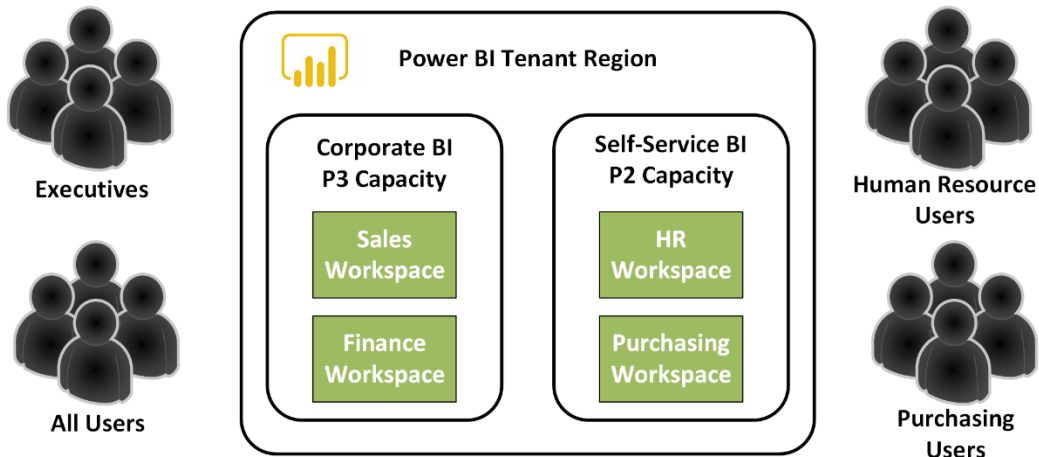 Power BI Tenant Region
Executives
Corporate BI
P3 Capacity
Sales
Workspace
Finance
Workspace
Self-Service BI
P2 Capacity
HR
Workspace
Purchasing
Workspace
Human Resource
Users
All Users
Purchasing
Users